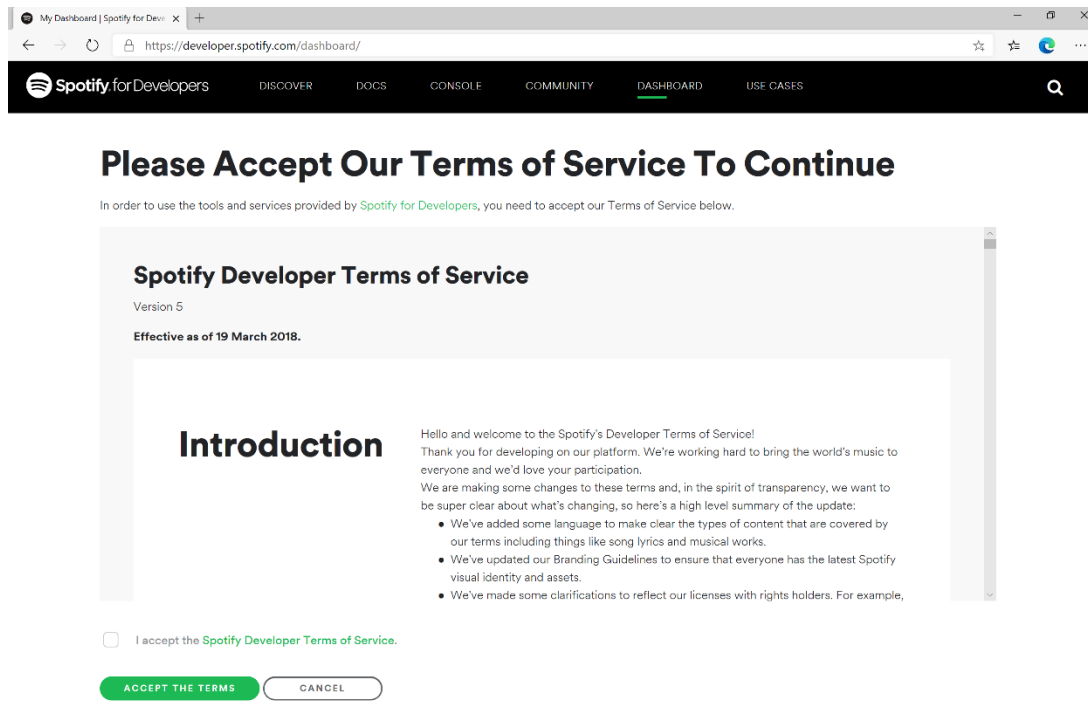 My Dashboard | Spotify for Deve
https://developer.spotify.com/dashboard/
Spotify for Developers DISCOVER DOCS CONSOLE COMMUNITY DASHBOARD USE CASES
Please Accept Our Terms of Service To Continue
In order to use the tools and services provided by Spotify for Developers, you need to accept our Terms of Service below.
Spotify Developer Terms of Service
Version 5
Effective as of 19 March 2018.
Introduction
Hello and welcome to the Spotify's Developer Terms of Service!
Thank you for developing on our platform. We're working hard to bring the world's music to
everyone and we'd love your participation.
We are making some changes to these terms and, in the spirit of transparency, we want to
be super clear about what's changing, so here's a high level summary of the update:
• We've added some language to make clear the types of content that are covered by
our terms including things like song lyrics and musical works.
• We've updated our Branding Guidelines to ensure that everyone has the latest Spotify
visual identity and assets.
• We've made some clarifications to reflect our licenses with rights holders. For example,
I accept the Spotify Developer Terms of Service.
ACCEPT THE TERMS CANCEL